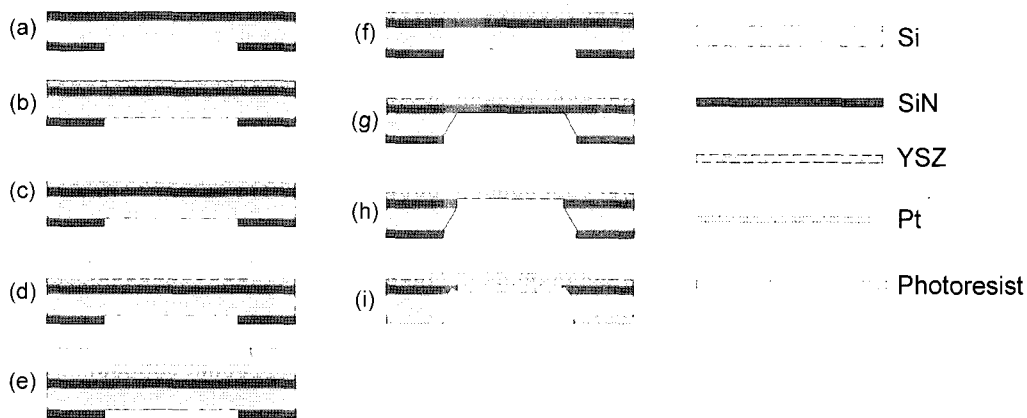 (a)
(b)
(c)
(d)
(e)
(f)
(g)
(h)
(i)
Si
SiN
YSZ
Pt
Photoresist